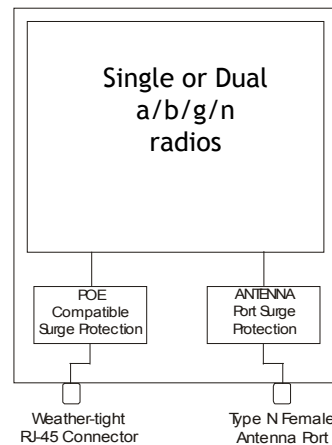 Single or Dual
a/b/g/n
radios
POE
Compatible
Surge Protection
ANTENNA
Port Surge
Protection
Weather-tight
RJ-45 Connector
Type N Female
Antenna Port